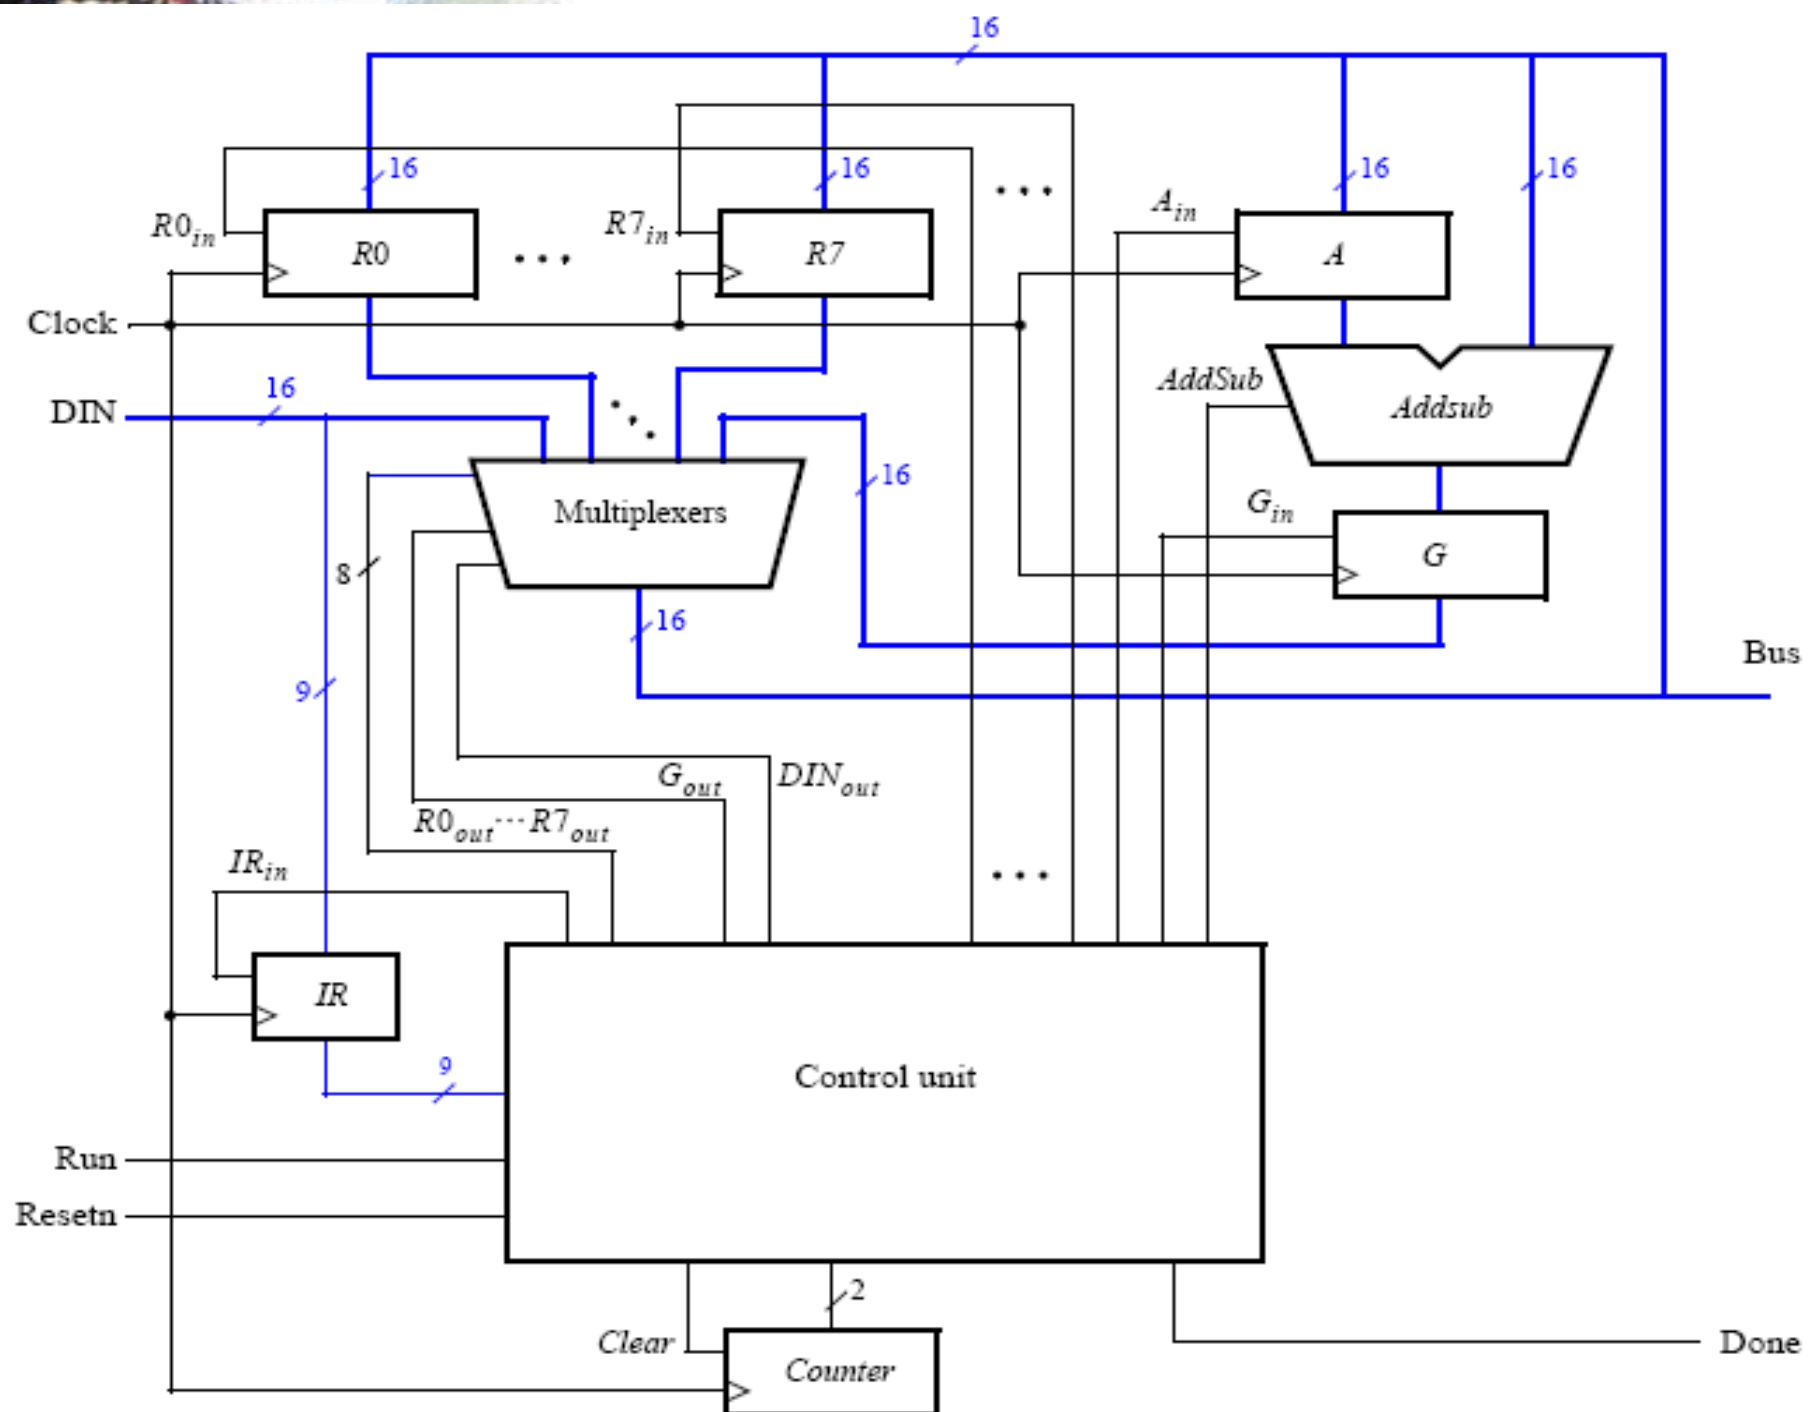 16
16
16
16
16
R0in
R0
...
R7in
R7
...
Ain
A
Clock
DIN
16
AddSub
Addsub
16
Multiplexers
Gin
G
8
16
Bus
9
Gout
DINout
R0out...R7out
IRin
...
IR
9
Control unit
Run
Resetn
2
Clear
Counter
Done